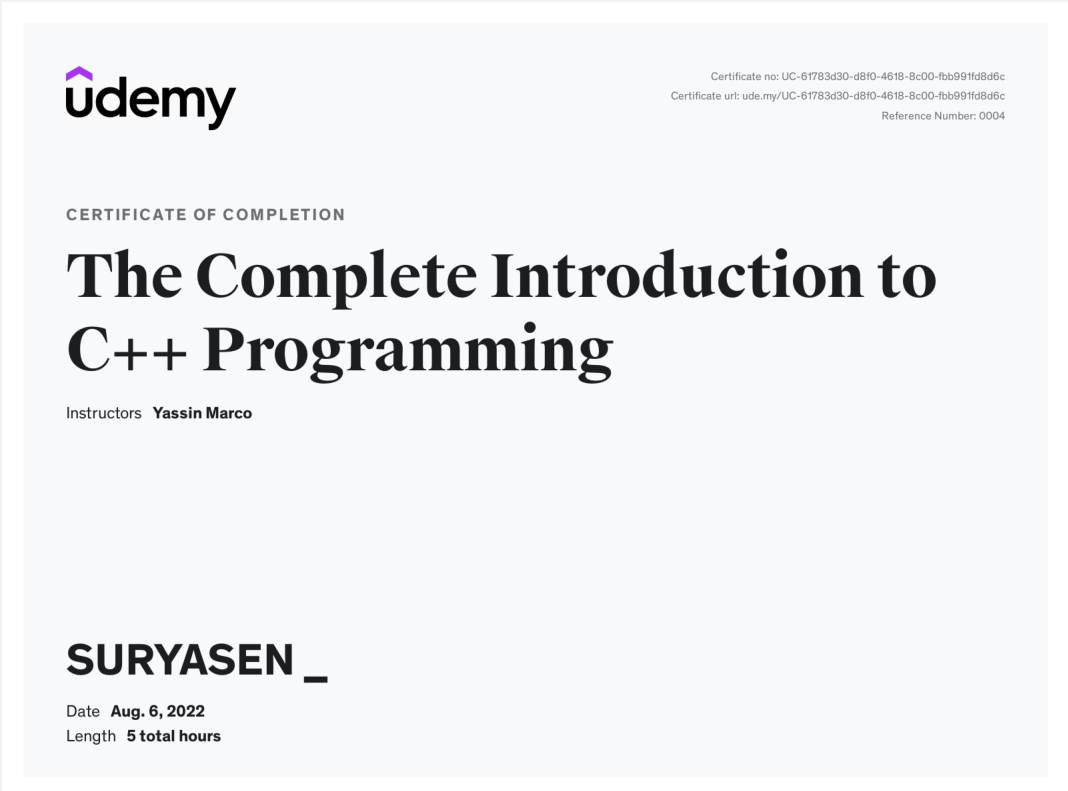 udemy
Certificate no: UC-61783d30-d8f0-4618-8c00-fbb991fd8d6c
Certificate url: ude.my/UC-61783d30-d8f0-4618-8c00-fbb991fd8d6c
Reference Number: 0004
CERTIFICATE OF COMPLETION
The Complete Introduction to
C++ Programming
Instructors Yassin Marco
SURYASEN _
Date Aug. 6, 2022
Length 5 total hours